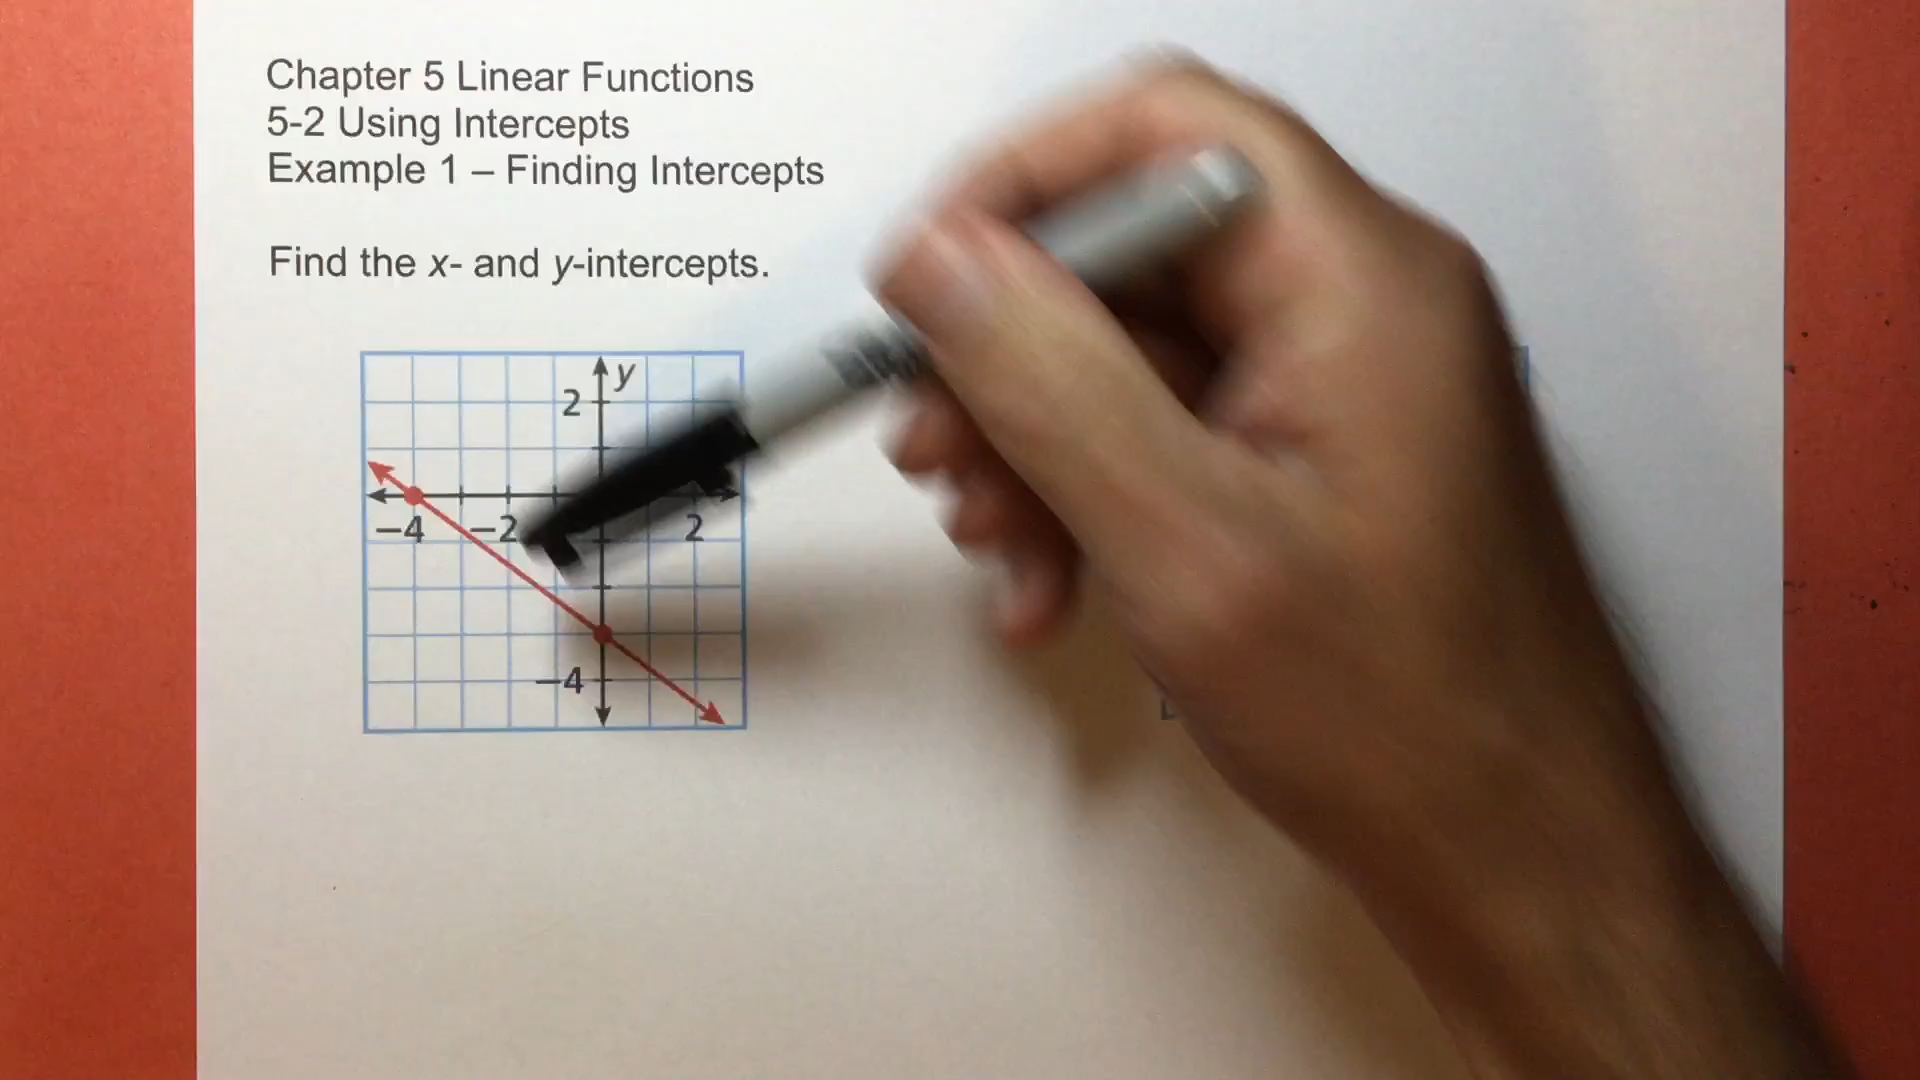 Chapter 5 Linear Functions
5-2 Using Intercepts
Example 1 – Finding Intercepts
Find the x- and y-intercepts.
y
2
−4 −2 2
−4